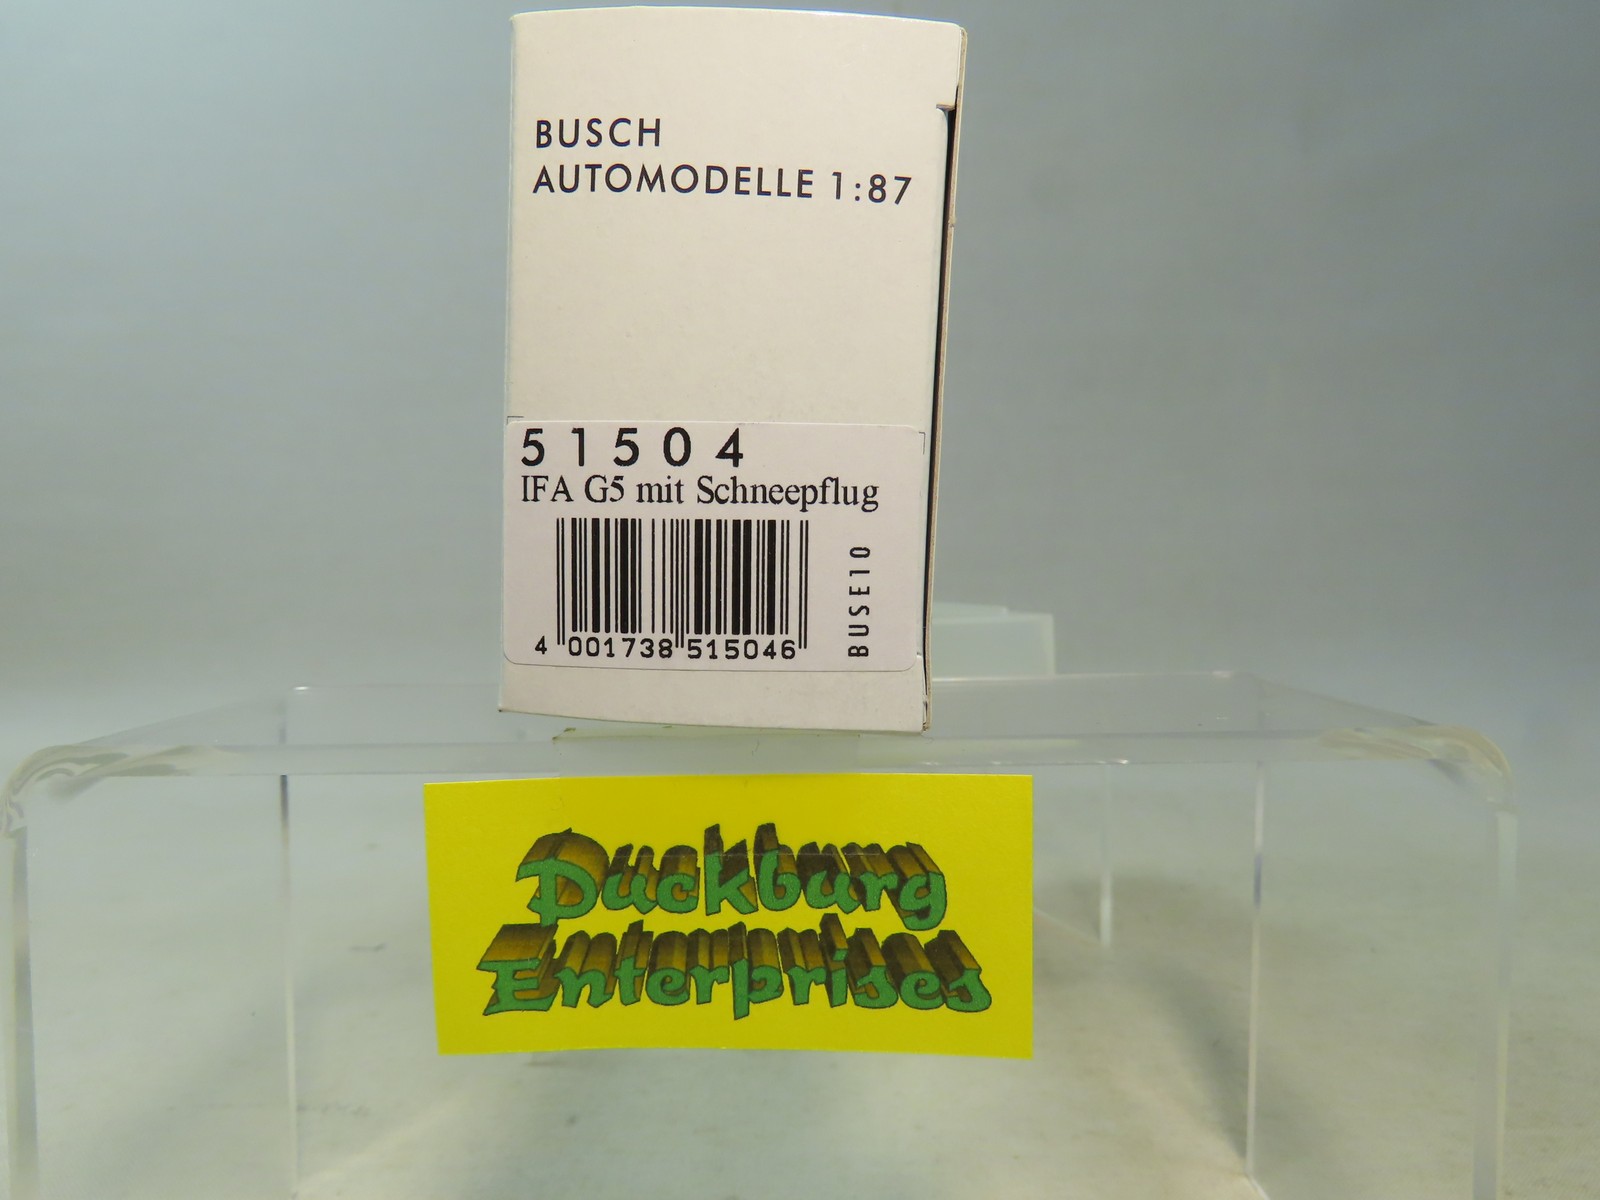 BUSCH
AUTOMODELLE 1:87
51504
IFA G5 mit Schneepflug
BUSE10
4 001738 515046
Duckburg
Enterprises